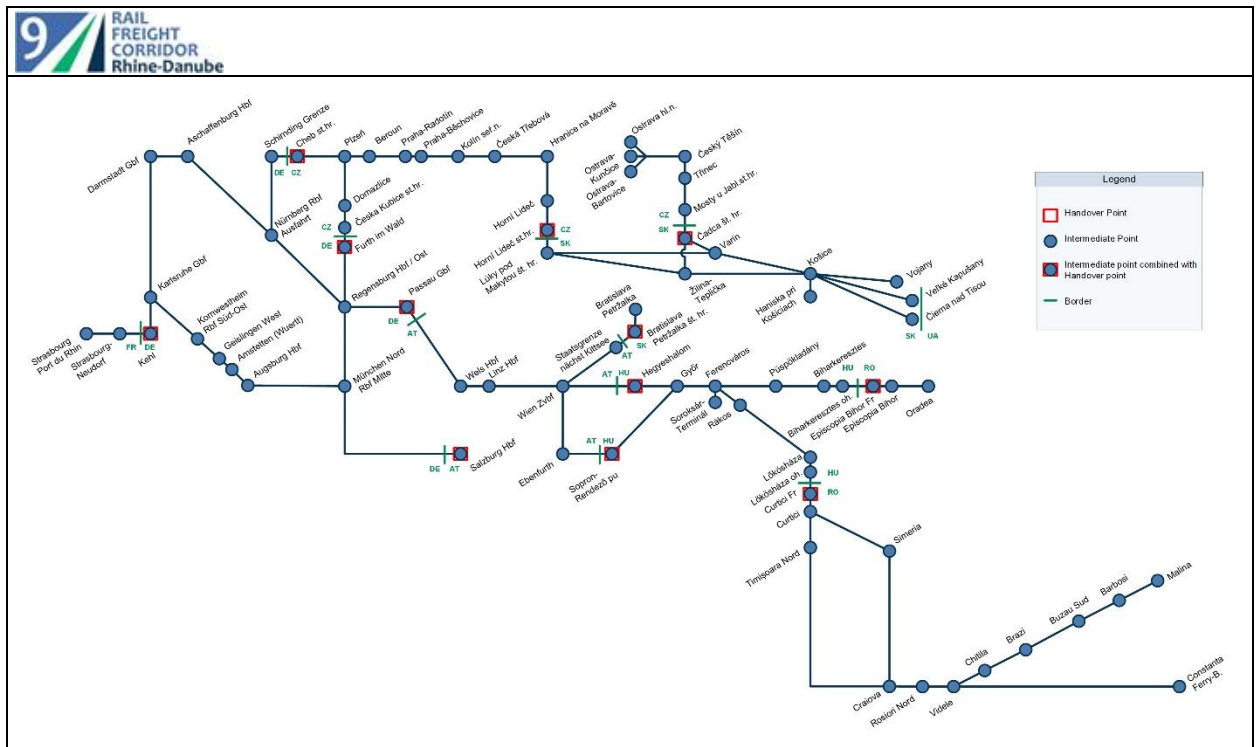 9
RAIL
FREIGHT
CORRIDOR
Rhine-Danube
Darmstadt Gbf
Aschaffenburg Hbf
Schirnding Grenze
Cheb st.hr.
Plzeň
Beroun
Praha-Radotín
Praha-Běchovice
Kolín seř.n.
Česká Třebová
Hranice na Moravě
Ostrava hl.n.
Ostrava-
Kunčice
Ostrava-
Bartovice
Český Těšín
Třinec
Mosty u Jabl.st.hr.
CZ
SK
Čadca št. hr.
DE
CZ
Nürnberg Rbf
Ausfahrt
Domazlice
Česka Kubice st.hr.
CZ
DE
Furth im Wald
Horní Lideč
Horní Lideč st.hr.
CZ
SK
Lúky pod
Makytou št. hr.
Varín
Žilina-
Teplička
Košice
Haniska pri
Košiciach
Vojany
Veľké Kapušany
Čierna nad Tisou
SK
UA
Legend
Handover Point
Intermediate Point
Intermediate point combined with
Handover point
Border
Karlsruhe Gbf
Kornwestheim
Rbf Süd-Ost
Geislingen West
Amstetten (Wuertt)
Augsburg Hbf
Strasbourg
Port du Rhin
Strasbourg-
Neudorf
FR
DE
Kehl
Regensburg Hbf / Ost
Passau Gbf
DE
AT
München Nord
Rbf Mitte
Wels Hbf
Linz Hbf
Wien Zvbf
Staatsgrenze
nächst Kittsee
AT
SK
Bratislava
Petržalka
Bratislava
Petržalka št. hr.
AT
HU
Hegyeshalom
Győr
Ferencváros
Soroksár-
Terminál
Rákos
Püspökladány
Biharkeresztes
HU
RO
Biharkeresztes oh.
Episcopia Bihor Fr
Episcopia Bihor
Oradea
DE
AT
Salzburg Hbf
Ebenfurth
AT
HU
Sopron-
Rendező pu
Lőkösháza
Lőkösháza oh.
HU
RO
Curtici Fr
Curtici
Timișoara Nord
Simeria
Craiova
Rosiori Nord
Videle
Chitila
Brazi
Buzau Sud
Barbosi
Malina
Constanta
Ferry-B.